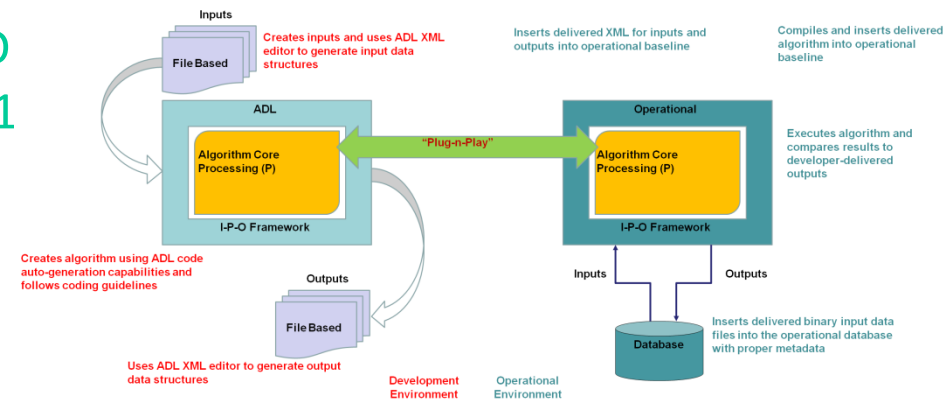 Inputs
File Based
Creates inputs and uses ADL XML
editor to generate input data
structures
Inserts delivered XML for inputs and
outputs into operational baseline
Compiles and inserts delivered
algorithm into operational
baseline
ADL
Algorithm Core
Processing (P)
I-P-O Framework
"Plug-n-Play"
Operational
Algorithm Core
Processing (P)
I-P-O Framework
Executes algorithm and
compares results to
developer-delivered
outputs
Creates algorithm using ADL code
auto-generation capabilities and
follows coding guidelines
Outputs
File Based
Uses ADL XML editor to generate output
data structures
Inputs
Outputs
Database
Inserts delivered binary input data
files into the operational database
with proper metadata
Development
Environment
Operational
Environment